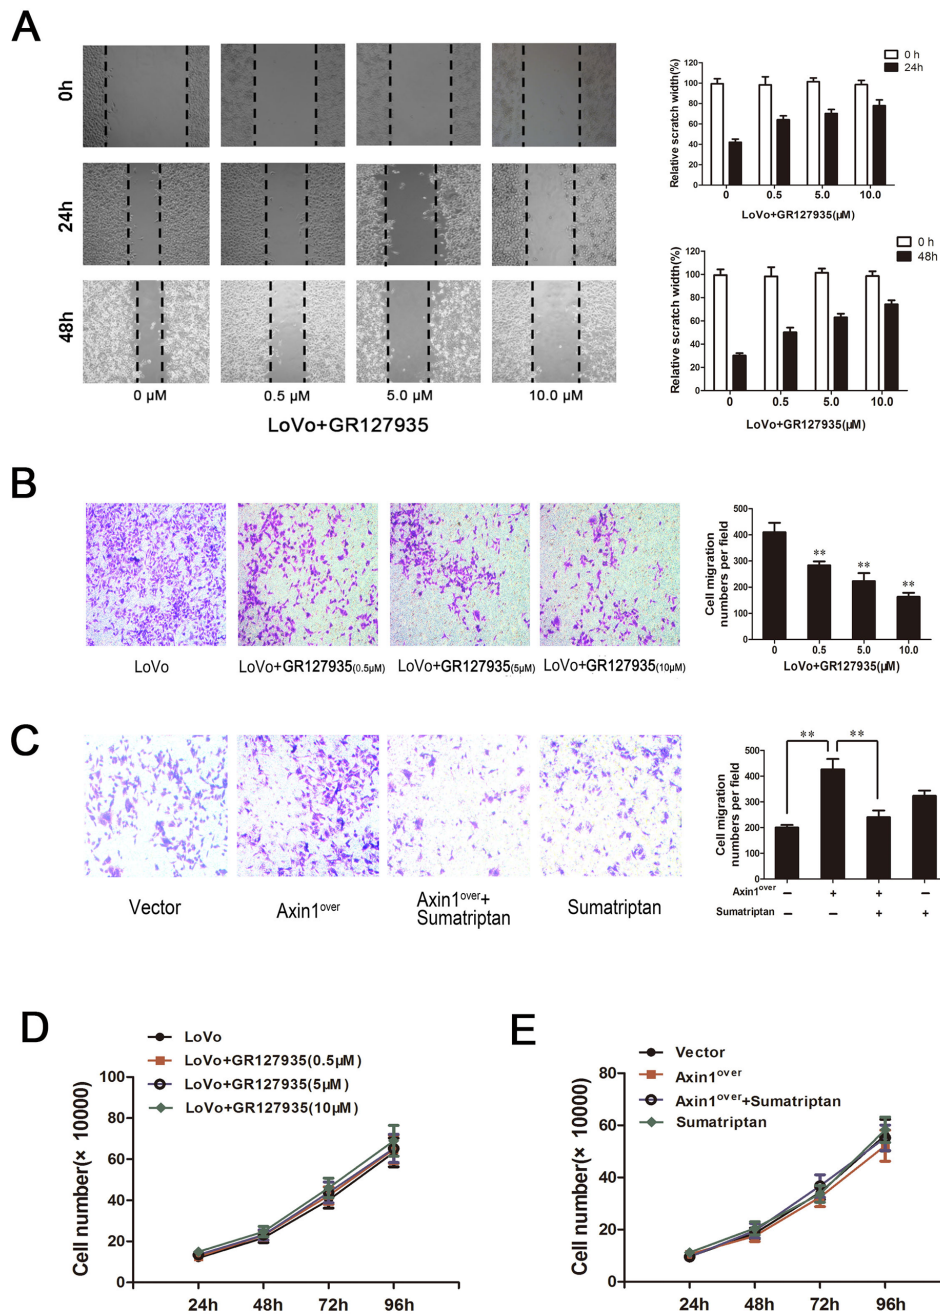 A
0h
24h
48h
0 μM
0.5 μM
5.0 μM
10.0 μM
LoVo+GR127935
Relative scratch width(%)
0 h
24h
120
100
80
60
40
20
0
0
0.5
5.0
10.0
LoVo+GR127935(μM)
Relative scratch width(%)
0 h
48h
120
100
80
60
40
20
0
0
0.5
5.0
10.0
LoVo+GR127935(μM)
B
LoVo
LoVo+GR127935(0.5μM)
LoVo+GR127935(5μM)
LoVo+GR127935(10μM)
Cell migration
numbers per field
500
400
300
200
100
0
**
**
**
0
0.5
5.0
10.0
LoVo+GR127935(μM)
C
Vector
Axin1over
Axin1over+
Sumatriptan
Sumatriptan
Cell migration
numbers per field
500
400
300
200
100
0
**
**
Axin1over – + + –
Sumatriptan – – + +
D
LoVo
LoVo+GR127935(0.5μM)
LoVo+GR127935(5μM)
LoVo+GR127935(10μM)
Cell number(× 10000)
100
80
60
40
20
0
24h
48h
72h
96h
E
Vector
Axin1over
Axin1over+Sumatriptan
Sumatriptan
Cell number(× 10000)
80
60
40
20
0
24h
48h
72h
96h